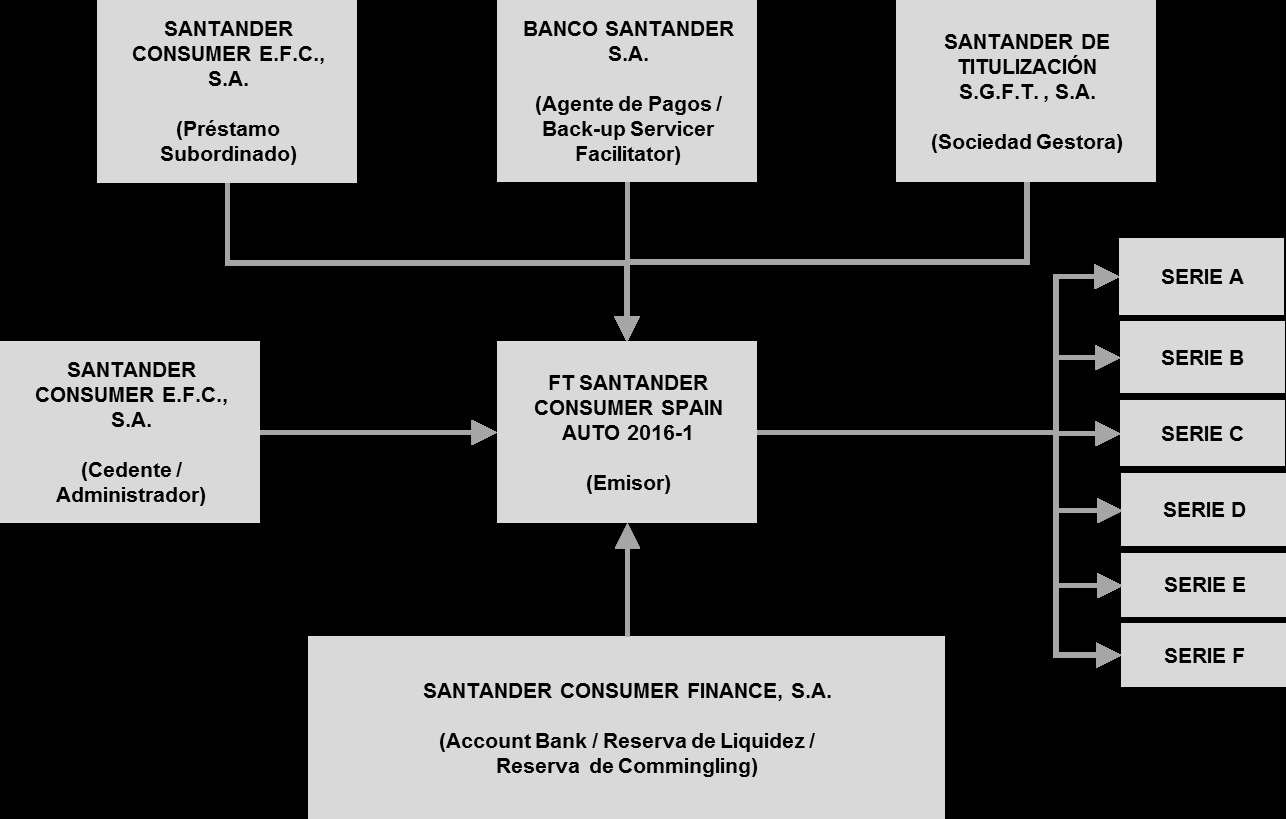 SANTANDER
CONSUMER E.F.C.,
S.A.
(Préstamo
Subordinado)
BANCO SANTANDER
S.A.
(Agente de Pagos /
Back-up Servicer
Facilitator)
SANTANDER DE
TITULIZACIÓN
S.G.F.T. , S.A.
(Sociedad Gestora)
SANTANDER
CONSUMER E.F.C.,
S.A.
(Cedente /
Administrador)
FT SANTANDER
CONSUMER SPAIN
AUTO 2016-1
(Emisor)
SERIE A
SERIE B
SERIE C
SERIE D
SERIE E
SERIE F
SANTANDER CONSUMER FINANCE, S.A.
(Account Bank / Reserva de Liquidez /
Reserva de Commingling)